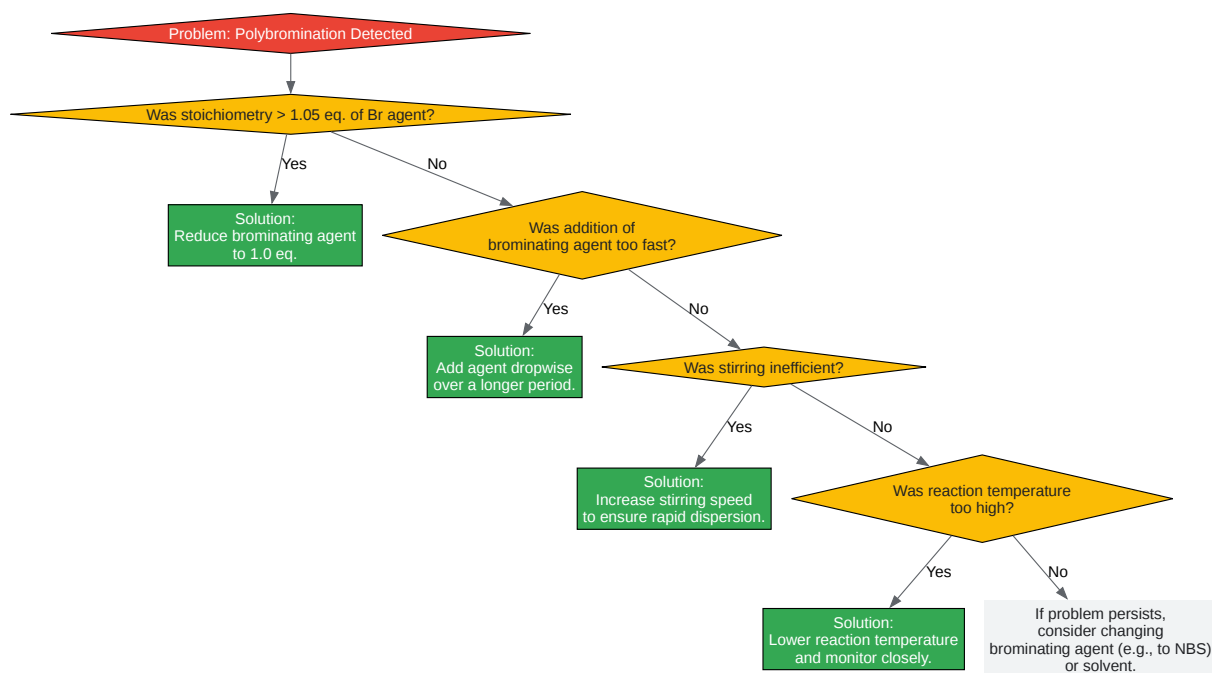 Problem: Polybromination Detected
Was stoichiometry > 1.05 eq. of Br agent?
Yes
No
Solution:
Reduce brominating agent
to 1.0 eq.
Was addition of
brominating agent too fast?
Yes
No
Solution:
Add agent dropwise
over a longer period.
Was stirring inefficient?
Yes
No
Solution:
Increase stirring speed
to ensure rapid dispersion.
Was reaction temperature
too high?
Yes
No
Solution:
Lower reaction temperature
and monitor closely.
If problem persists,
consider changing
brominating agent (e.g., to NBS)
or solvent.